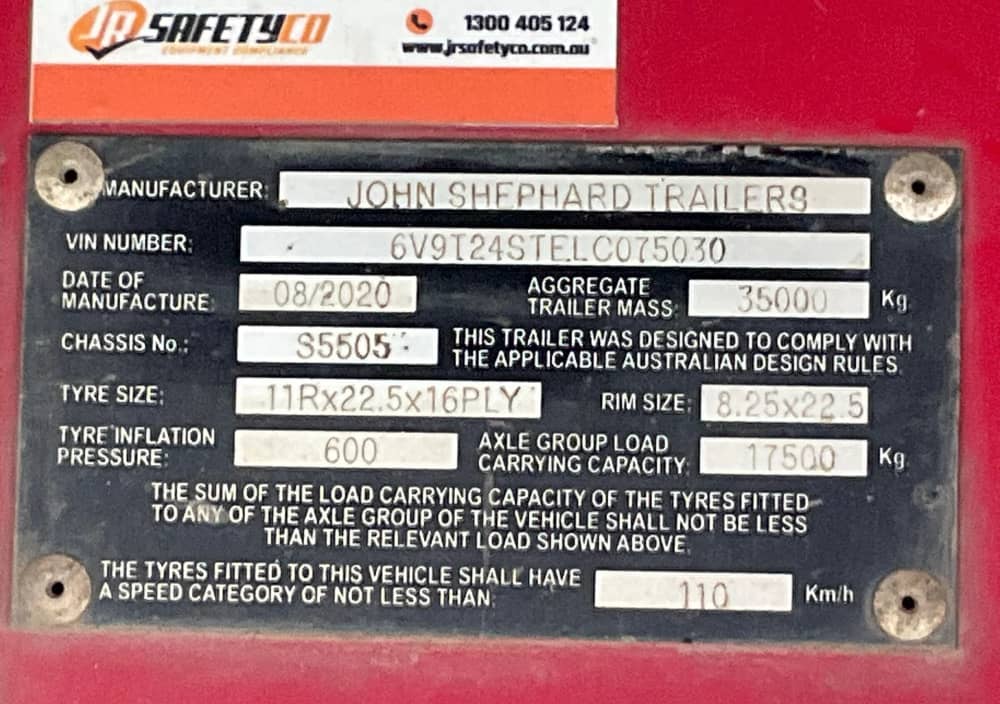 JR SAFETYCO
EQUIPMENT COMPLIANCE
1300 405 124
www.jrsafetyco.com.au
MANUFACTURER: JOHN SHEPHARD TRAILERS
VIN NUMBER: 6V9T24STELC075030
DATE OF MANUFACTURE: 08/2020
AGGREGATE TRAILER MASS: 35000 Kg
CHASSIS No.: S5505
THIS TRAILER WAS DESIGNED TO COMPLY WITH
THE APPLICABLE AUSTRALIAN DESIGN RULES
TYRE SIZE: 11Rx22.5x16PLY
RIM SIZE: 8.25x22.5
TYRE INFLATION PRESSURE: 600
AXLE GROUP LOAD CARRYING CAPACITY: 17500 Kg
THE SUM OF THE LOAD CARRYING CAPACITY OF THE TYRES FITTED
TO ANY OF THE AXLE GROUP OF THE VEHICLE SHALL NOT BE LESS
THAN THE RELEVANT LOAD SHOWN ABOVE.
THE TYRES FITTED TO THIS VEHICLE SHALL HAVE
A SPEED CATEGORY OF NOT LESS THAN: 110 Km/h